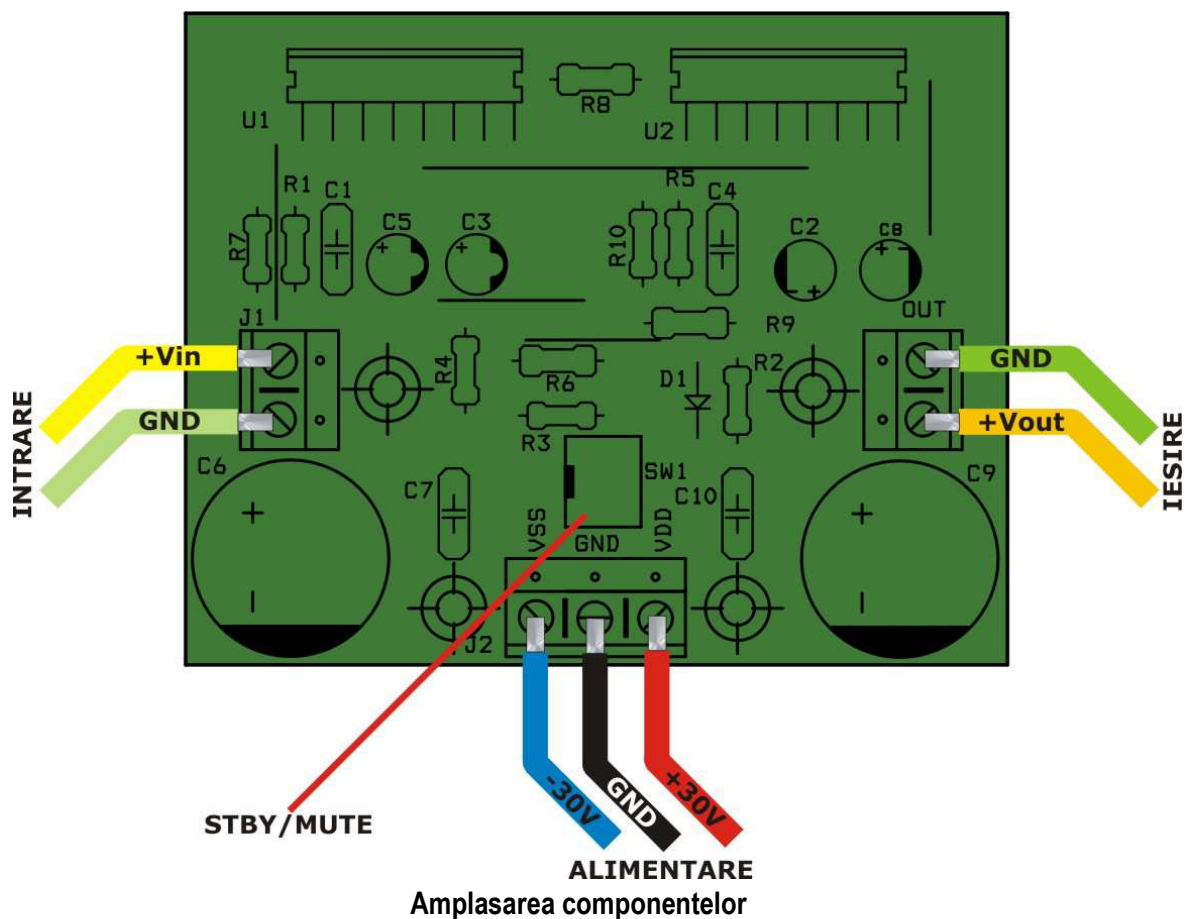 U1
R8
U2
R1
C1
R5
C4
R7
C5
C3
R10
C2
C8
J1
OUT
R9
+Vin
GND
R4
R6
D1
R2
GND
+Vout
INTRARE
IESIRE
R3
C6
C7
SW1
C10
C9
VSS
GND
VDD
J2
-30V
GND
+30V
STBY/MUTE
ALIMENTARE
Amplasarea componentelor